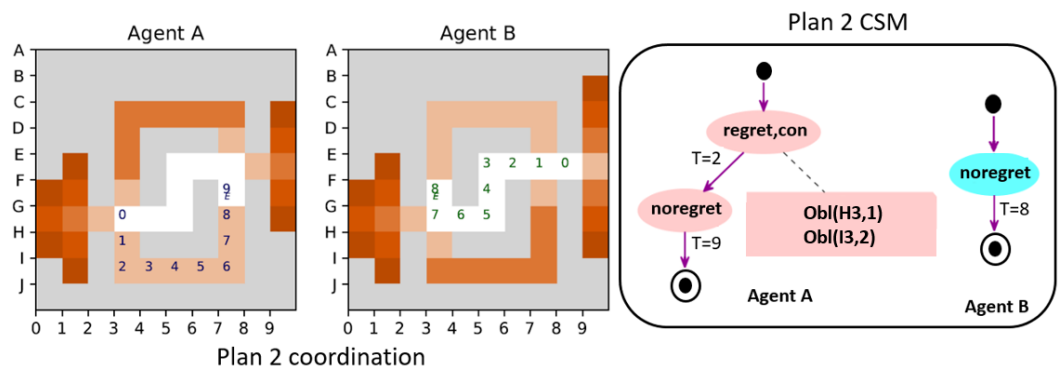 Agent A
Agent B
Plan 2 CSM
A
B
C
D
E
F
G
H
I
J
0 1 2 3 4 5 6 7 8 9
9
E
0 8
1 7
2 3 4 5 6
A
B
C
D
E
F
G
H
I
J
0 1 2 3 4 5 6 7 8 9
3 2 1 0
8 4
E
7 6 5
Plan 2 coordination
regret,con
T=2
noregret
T=9
Obl(H3,1)
Obl(I3,2)
Agent A
noregret
T=8
Agent B